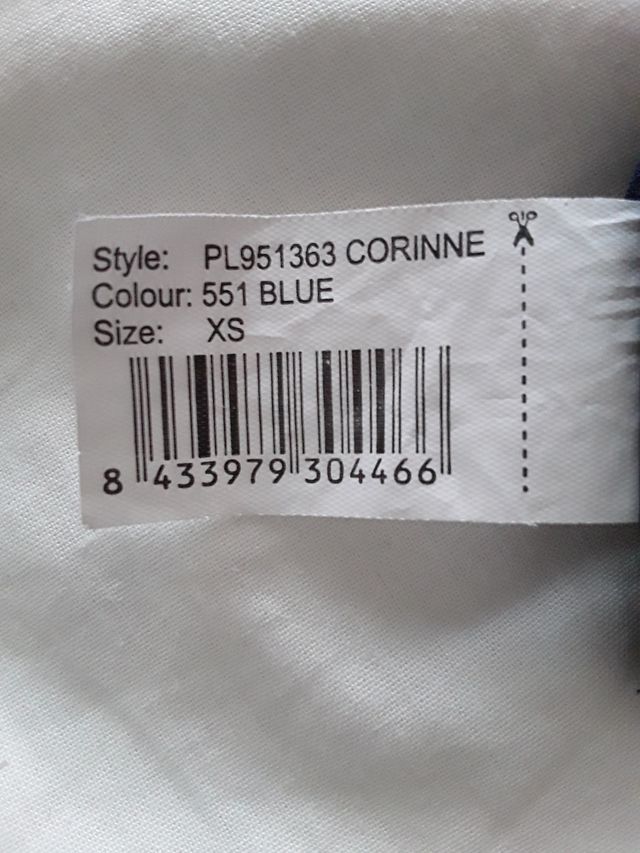 Style: PL951363 CORINNE
Colour: 551 BLUE
Size: XS
8 433979 304466